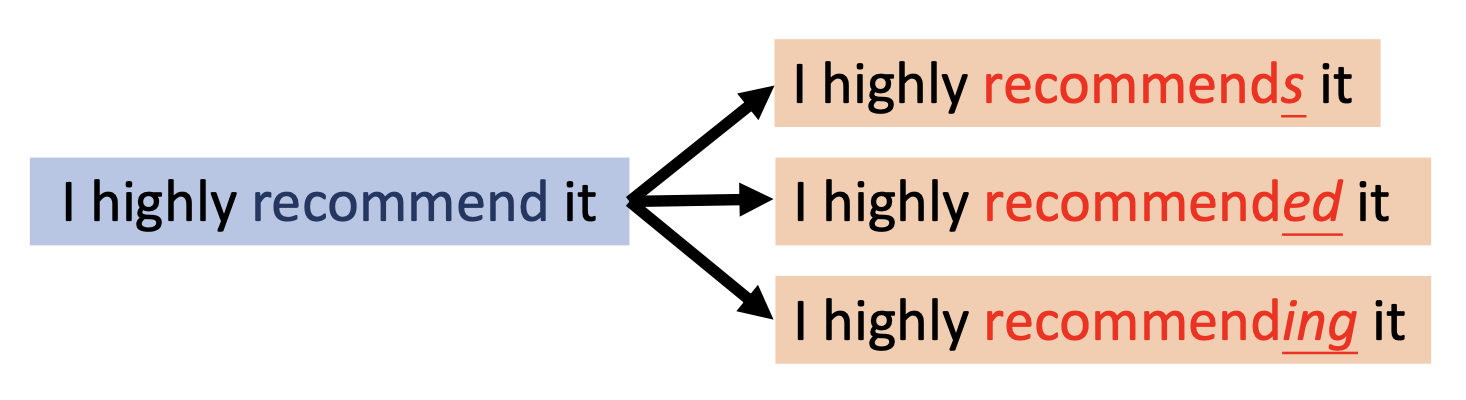 I highly recommend it
I highly recommends it
I highly recommended it
I highly recommending it